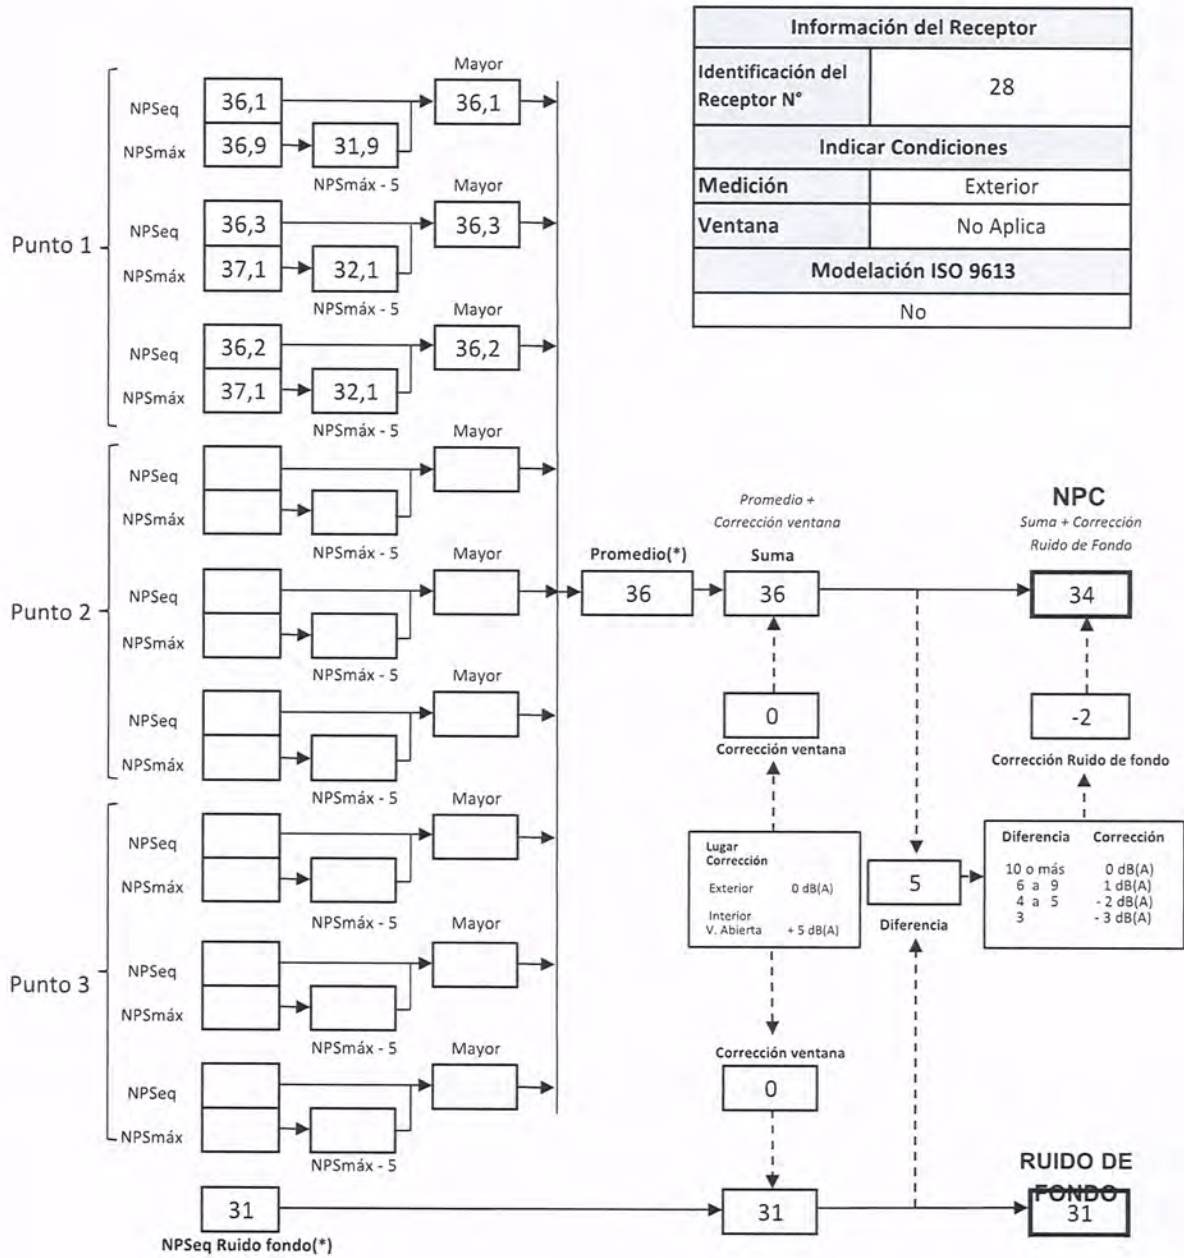 Información del Receptor
Identificación del
Receptor N°
28
Indicar Condiciones
Medición Exterior
Ventana No Aplica
Modelación ISO 9613
No
Punto 1
Mayor
NPSeq 36,1 36,1
NPSmáx 36,9 31,9
NPSmáx - 5
Mayor
NPSeq 36,3 36,3
NPSmáx 37,1 32,1
NPSmáx - 5
Mayor
NPSeq 36,2 36,2
NPSmáx 37,1 32,1
NPSmáx - 5
Punto 2
Mayor
NPSeq
NPSmáx
NPSmáx - 5
Mayor
NPSeq
NPSmáx
NPSmáx - 5
Mayor
NPSeq
NPSmáx
NPSmáx - 5
Punto 3
Mayor
NPSeq
NPSmáx
NPSmáx - 5
Mayor
NPSeq
NPSmáx
NPSmáx - 5
Mayor
NPSeq
NPSmáx
NPSmáx - 5
Promedio(*)
36
Promedio +
Corrección ventana
Suma
36
NPC
Suma + Corrección
Ruido de Fondo
34
0
Corrección ventana
-2
Corrección Ruido de fondo
Lugar
Corrección
Exterior 0 dB(A)
Interior
V. Abierta + 5 dB(A)
5
Diferencia
Diferencia Corrección
10 o más 0 dB(A)
6 a 9 1 dB(A)
4 a 5 - 2 dB(A)
3 - 3 dB(A)
Corrección ventana
0
31
NPSeq Ruido fondo(*)
31
RUIDO DE
FONDO
31